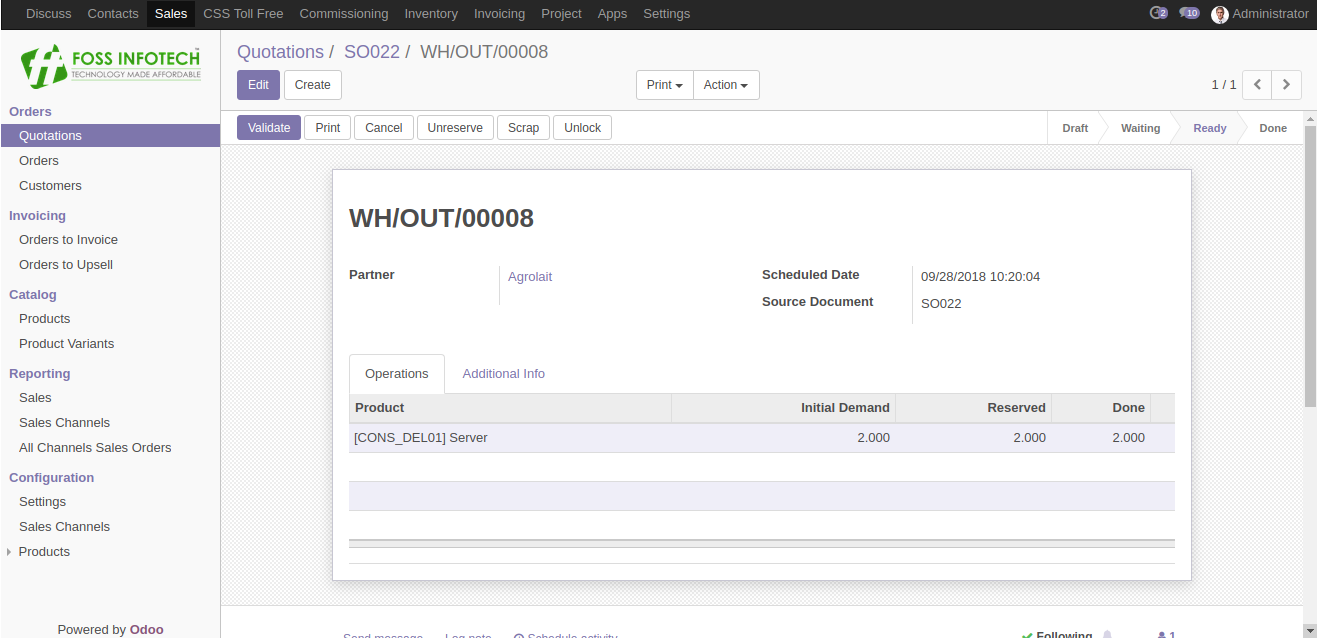 Discuss Contacts Sales CSS Toll Free Commissioning Inventory Invoicing Project Apps Settings 2 10 Administrator
FOSS INFOTECH
TECHNOLOGY MADE AFFORDABLE
Quotations / SO022 / WH/OUT/00008
Edit Create Print Action 1 / 1
Validate Print Cancel Unreserve Scrap Unlock Draft Waiting Ready Done
Orders
Quotations
Orders
Customers
Invoicing
Orders to Invoice
Orders to Upsell
Catalog
Products
Product Variants
Reporting
Sales
Sales Channels
All Channels Sales Orders
Configuration
Settings
Sales Channels
Products
Powered by Odoo
WH/OUT/00008
Partner Agrolait Scheduled Date 09/28/2018 10:20:04
Source Document SO022
Operations Additional Info
Product Initial Demand Reserved Done
[CONS_DEL01] Server 2.000 2.000 2.000
Send message Log note Schedule activity Following 1